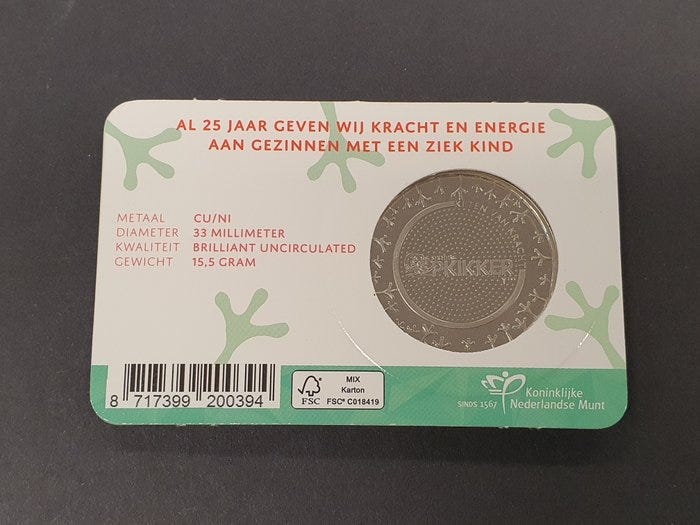 AL 25 JAAR GEVEN WIJ KRACHT EN ENERGIE
AAN GEZINNEN MET EEN ZIEK KIND
METAAL CU/NI
DIAMETER 33 MILLIMETER
KWALITEIT BRILLIANT UNCIRCULATED
GEWICHT 15,5 GRAM
OPKIKKER
8 717399 200394
FSC
MIX
Karton
FSC® C018419
SINDS 1567
Koninklijke
Nederlandse Munt